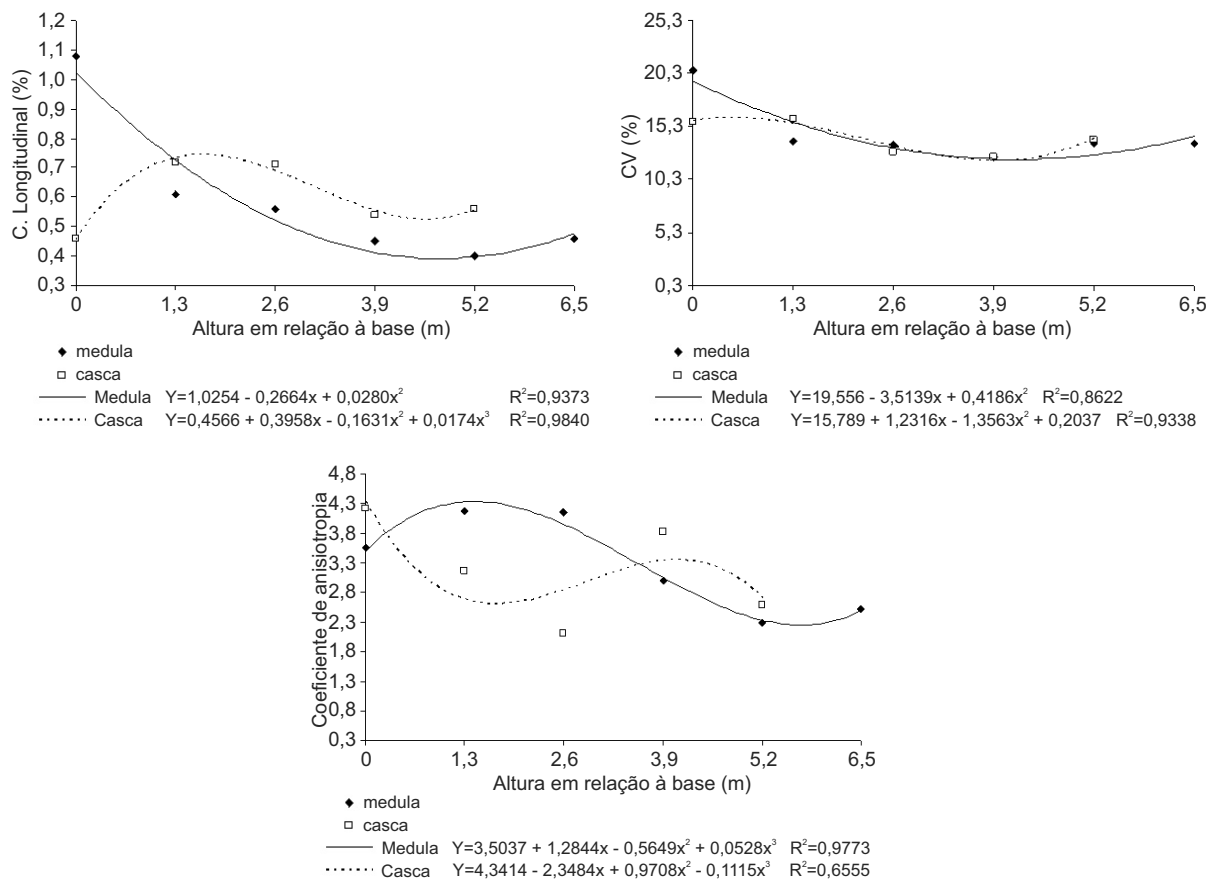 C. Longitudinal (%)
1,2
1,1
1,0
0,9
0,8
0,7
0,6
0,5
0,4
0,3
0 1,3 2,6 3,9 5,2 6,5
Altura em relação à base (m)
medula
casca
Medula Y=1,0254 - 0,2664x + 0,0280x² R²=0,9373
Casca Y=0,4566 + 0,3958x - 0,1631x² + 0,0174x³ R²=0,9840
CV (%)
25,3
20,3
15,3
10,3
5,3
0,3
0 1,3 2,6 3,9 5,2 6,5
Altura em relação à base (m)
medula
casca
Medula Y=19,556 - 3,5139x + 0,4186x² R²=0,8622
Casca Y=15,789 + 1,2316x - 1,3563x² + 0,2037 R²=0,9338
Coeficiente de anisiotropia
4,8
4,3
3,8
3,3
2,8
2,3
1,8
1,3
0,8
0,3
0 1,3 2,6 3,9 5,2 6,5
Altura em relação à base (m)
medula
casca
Medula Y=3,5037 + 1,2844x - 0,5649x² + 0,0528x³ R²=0,9773
Casca Y=4,3414 - 2,3484x + 0,9708x² - 0,1115x³ R²=0,6555